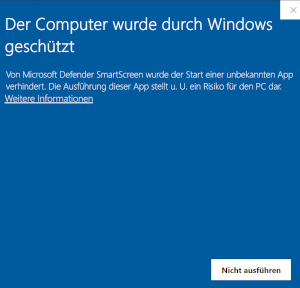 Der Computer wurde durch Windows
geschützt
Von Microsoft Defender SmartScreen wurde der Start einer unbekannten App
verhindert. Die Ausführung dieser App stellt u. U. ein Risiko für den PC dar.
Weitere Informationen
Nicht ausführen